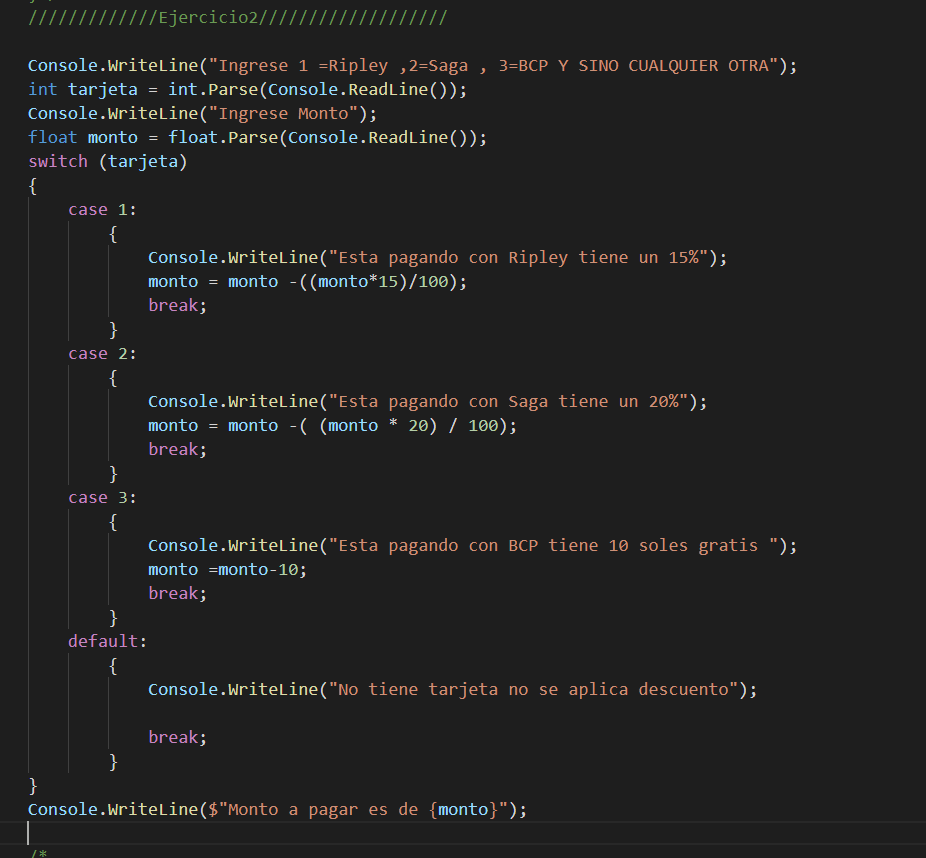 /////////////Ejercicio2///////////////////
Console.WriteLine("Ingrese 1 =Ripley ,2=Saga , 3=BCP Y SINO CUALQUIER OTRA");
int tarjeta = int.Parse(Console.ReadLine());
Console.WriteLine("Ingrese Monto");
float monto = float.Parse(Console.ReadLine());
switch (tarjeta)
{
    case 1:
        {
            Console.WriteLine("Esta pagando con Ripley tiene un 15%");
            monto = monto -((monto*15)/100);
            break;
        }
    case 2:
        {
            Console.WriteLine("Esta pagando con Saga tiene un 20%");
            monto = monto -( (monto * 20) / 100);
            break;
        }
    case 3:
        {
            Console.WriteLine("Esta pagando con BCP tiene 10 soles gratis ");
            monto =monto-10;
            break;
        }
    default:
        {
            Console.WriteLine("No tiene tarjeta no se aplica descuento");
            break;
        }
}
Console.WriteLine($"Monto a pagar es de {monto}");
/*